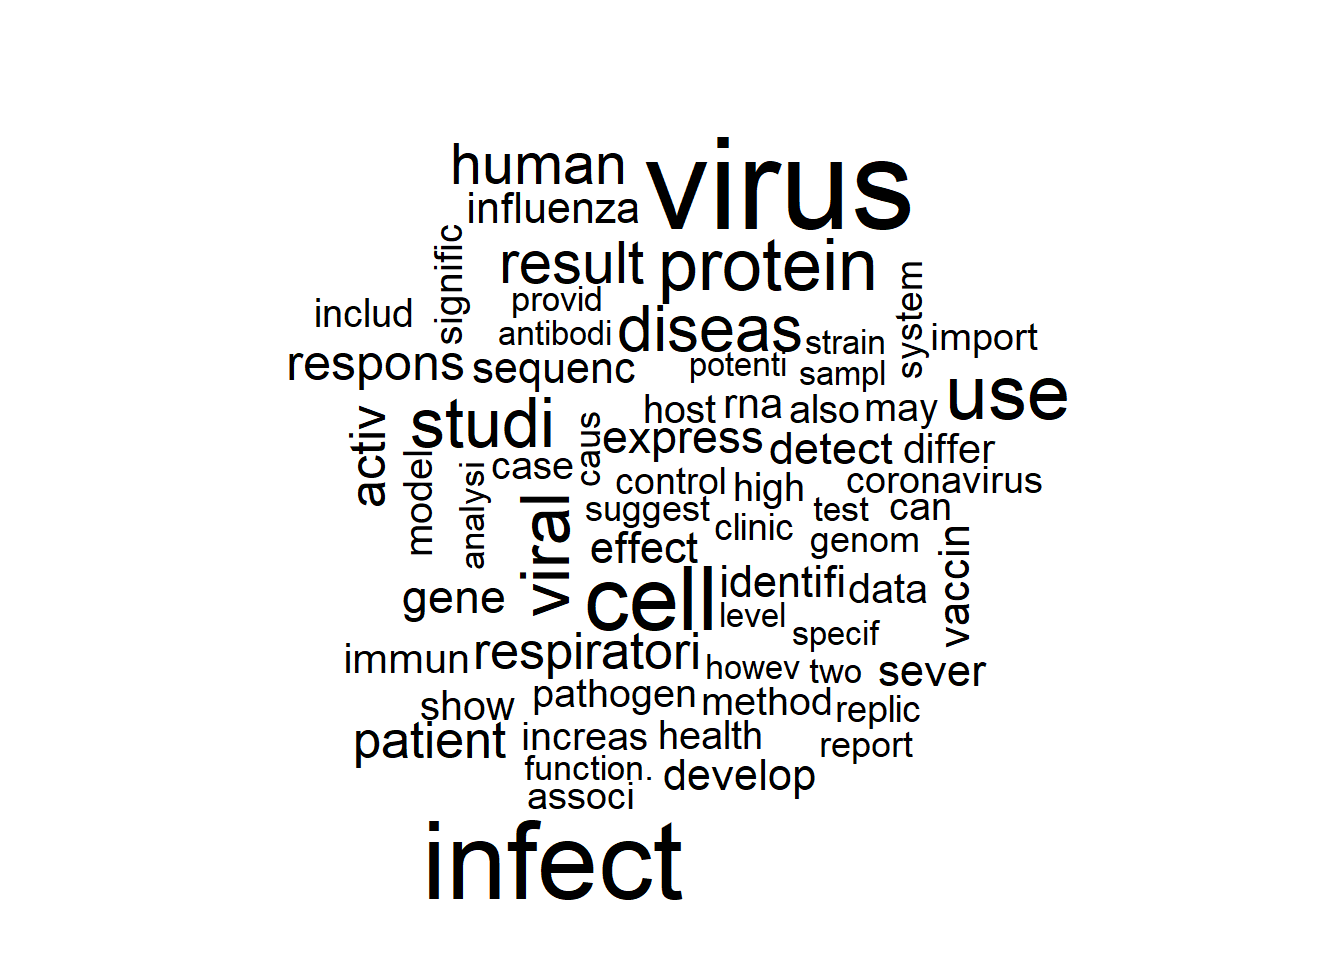 human
virus
influenza
signific
result
protein
includ
provid
system
antibodi
diseas
strain
import
respons
sequenc
potenti
sampl
use
activ
studi
host
rna
also
may
caus
express
detect
differ
model
analysi
case
control
high
coronavirus
viral
suggest
clinic
test
can
effect
genom
vaccin
gene
cell
identifi
data
level
specif
immun
respiratori
howev
two
sever
show
pathogen
method
replic
patient
increas
health
report
function.
develop
associ
infect